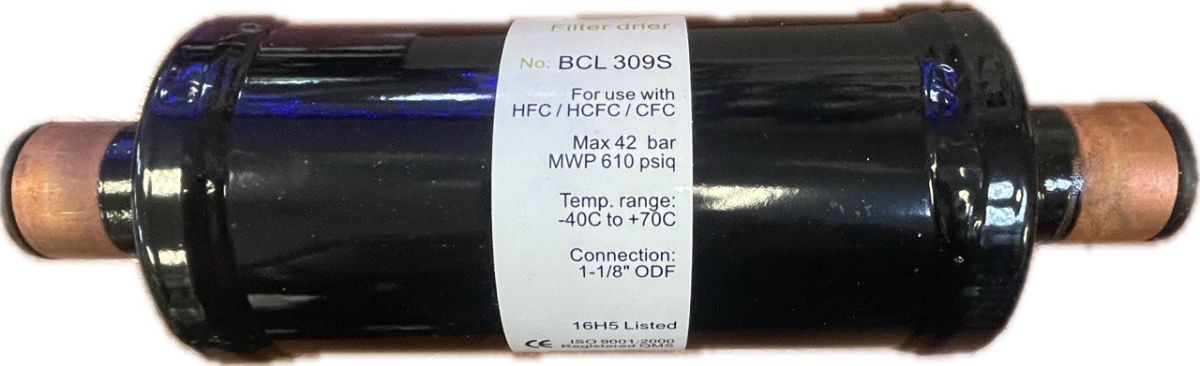 Filter drier
No: BCL 309S
For use with
HFC / HCFC / CFC
Max 42 bar
MWP 610 psiq
Temp. range:
-40C to +70C
Connection:
1-1/8" ODF
16H5 Listed
CE ISO 9001:2000
Registered QMS